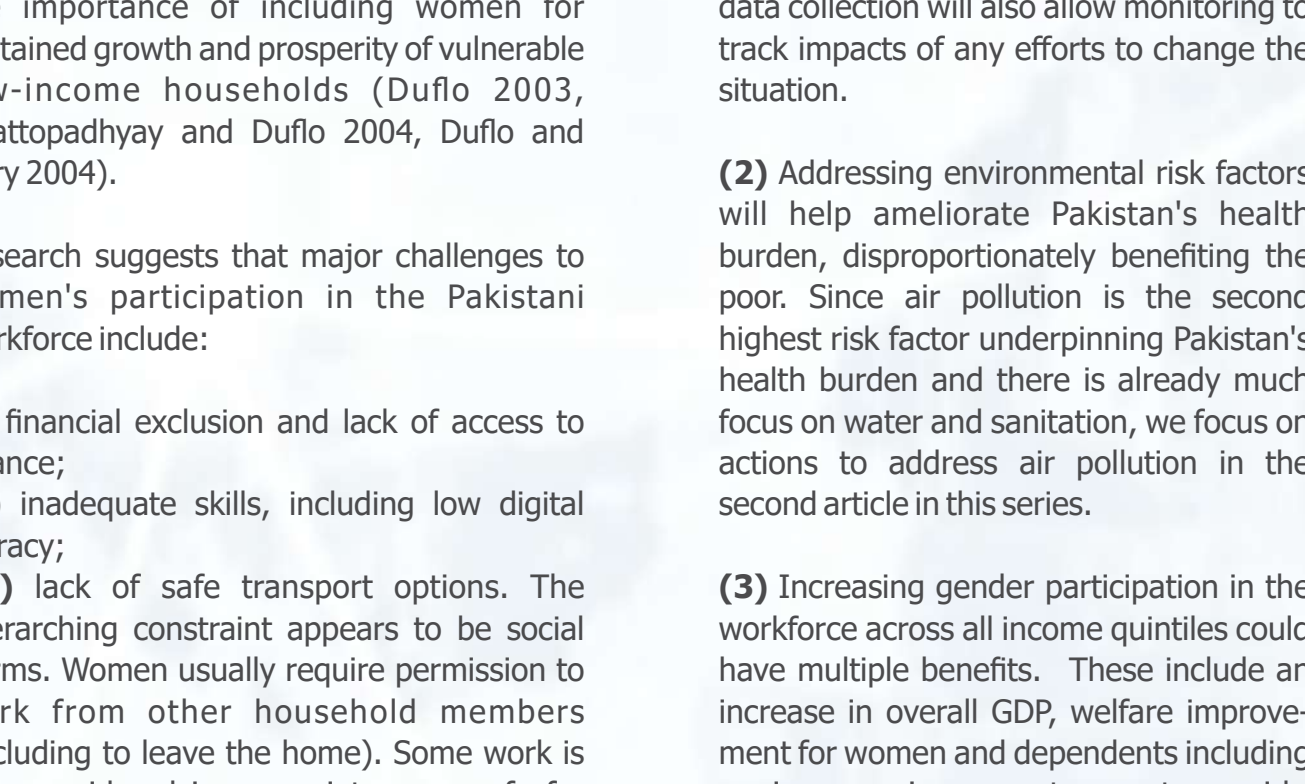 importance of including women for
tained growth and prosperity of vulnerable
-income households (Duflo 2003,
attopadhyay and Duflo 2004, Duflo and
ry 2004).
search suggests that major challenges to
men's participation in the Pakistani
rkforce include:
financial exclusion and lack of access to
ance;
inadequate skills, including low digital
racy;
) lack of safe transport options. The
erarching constraint appears to be social
rms. Women usually require permission to
rk from other household members
cluding to leave the home). Some work is
data collection will also allow monitoring to
track impacts of any efforts to change the
situation.
(2) Addressing environmental risk factors
will help ameliorate Pakistan's health
burden, disproportionately benefiting the
poor. Since air pollution is the second
highest risk factor underpinning Pakistan's
health burden and there is already much
focus on water and sanitation, we focus on
actions to address air pollution in the
second article in this series.
(3) Increasing gender participation in the
workforce across all income quintiles could
have multiple benefits. These include an
increase in overall GDP, welfare improve-
ment for women and dependents including